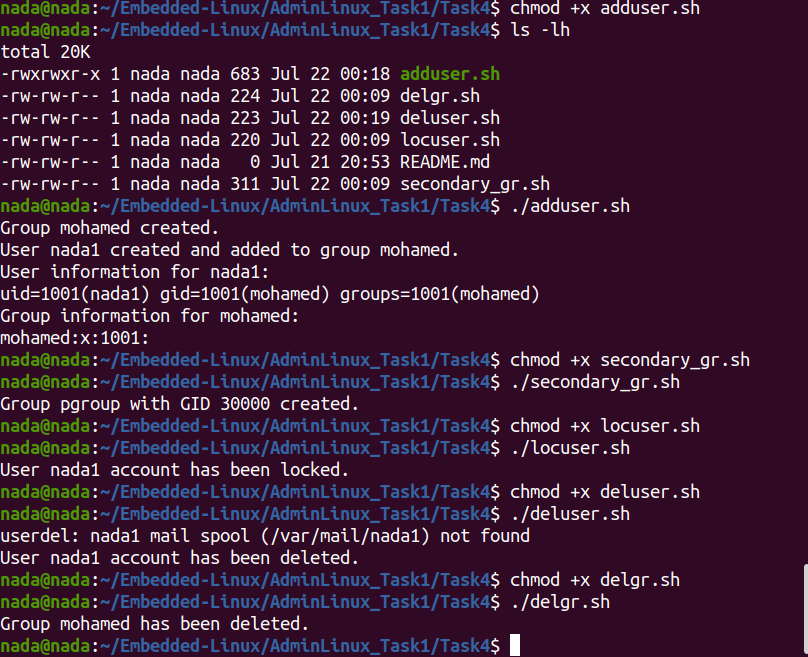 nada@nada:~/Embedded-Linux/AdminLinux_Task1/Task4$ chmod +x adduser.sh
nada@nada:~/Embedded-Linux/AdminLinux_Task1/Task4$ ls -lh
total 20K
-rwxrwxr-x 1 nada nada 683 Jul 22 00:18 adduser.sh
-rw-rw-r-- 1 nada nada 224 Jul 22 00:09 delgr.sh
-rw-rw-r-- 1 nada nada 223 Jul 22 00:19 deluser.sh
-rw-rw-r-- 1 nada nada 220 Jul 22 00:09 locuser.sh
-rw-rw-r-- 1 nada nada   0 Jul 21 20:53 README.md
-rw-rw-r-- 1 nada nada 311 Jul 22 00:09 secondary_gr.sh
nada@nada:~/Embedded-Linux/AdminLinux_Task1/Task4$ ./adduser.sh
Group mohamed created.
User nada1 created and added to group mohamed.
User information for nada1:
uid=1001(nada1) gid=1001(mohamed) groups=1001(mohamed)
Group information for mohamed:
mohamed:x:1001:
nada@nada:~/Embedded-Linux/AdminLinux_Task1/Task4$ chmod +x secondary_gr.sh
nada@nada:~/Embedded-Linux/AdminLinux_Task1/Task4$ ./secondary_gr.sh
Group pgroup with GID 30000 created.
nada@nada:~/Embedded-Linux/AdminLinux_Task1/Task4$ chmod +x locuser.sh
nada@nada:~/Embedded-Linux/AdminLinux_Task1/Task4$ ./locuser.sh
User nada1 account has been locked.
nada@nada:~/Embedded-Linux/AdminLinux_Task1/Task4$ chmod +x deluser.sh
nada@nada:~/Embedded-Linux/AdminLinux_Task1/Task4$ ./deluser.sh
userdel: nada1 mail spool (/var/mail/nada1) not found
User nada1 account has been deleted.
nada@nada:~/Embedded-Linux/AdminLinux_Task1/Task4$ chmod +x delgr.sh
nada@nada:~/Embedded-Linux/AdminLinux_Task1/Task4$ ./delgr.sh
Group mohamed has been deleted.
nada@nada:~/Embedded-Linux/AdminLinux_Task1/Task4$